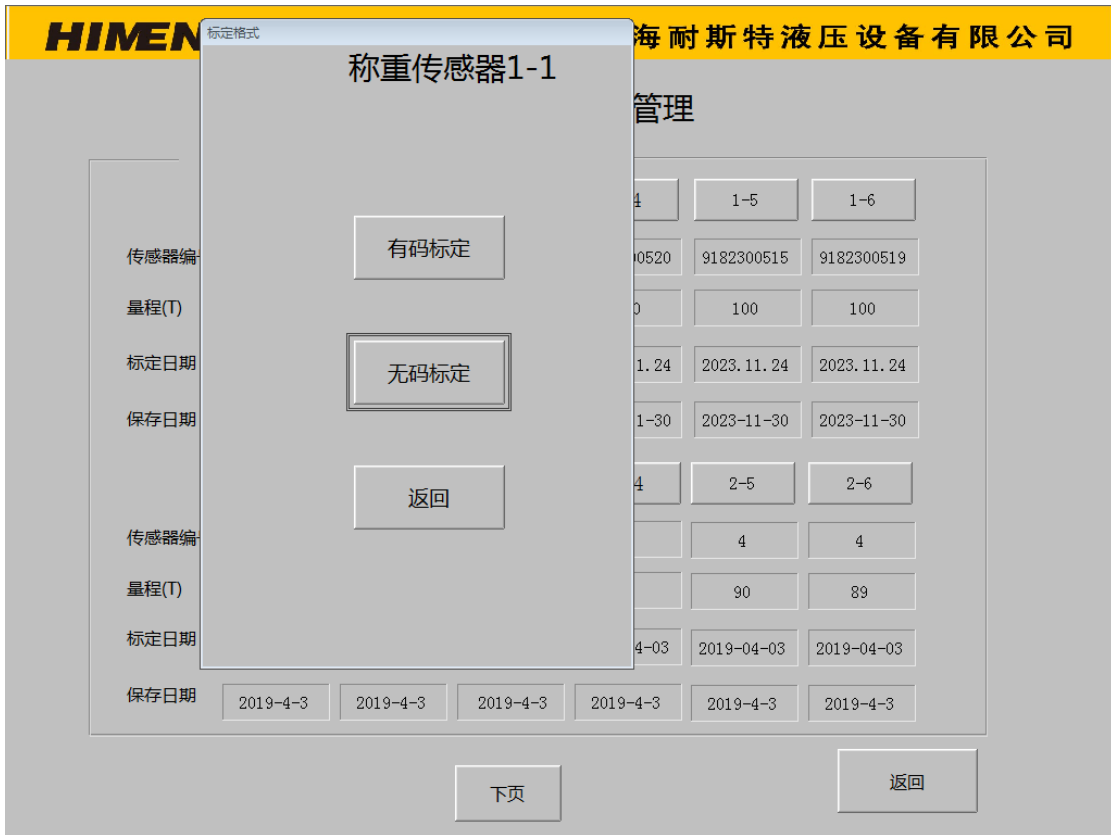 HIMEN
海耐斯特液压设备有限公司
标定格式
称重传感器1-1
管理
有码标定
无码标定
返回
4 1-5 1-6
传感器编 00520 9182300515 9182300519
量程(T) 0 100 100
标定日期 1.24 2023.11.24 2023.11.24
保存日期 1-30 2023-11-30 2023-11-30
4 2-5 2-6
传感器编 4 4
量程(T) 90 89
标定日期 4-03 2019-04-03 2019-04-03
保存日期 2019-4-3 2019-4-3 2019-4-3 2019-4-3 2019-4-3 2019-4-3
下页
返回